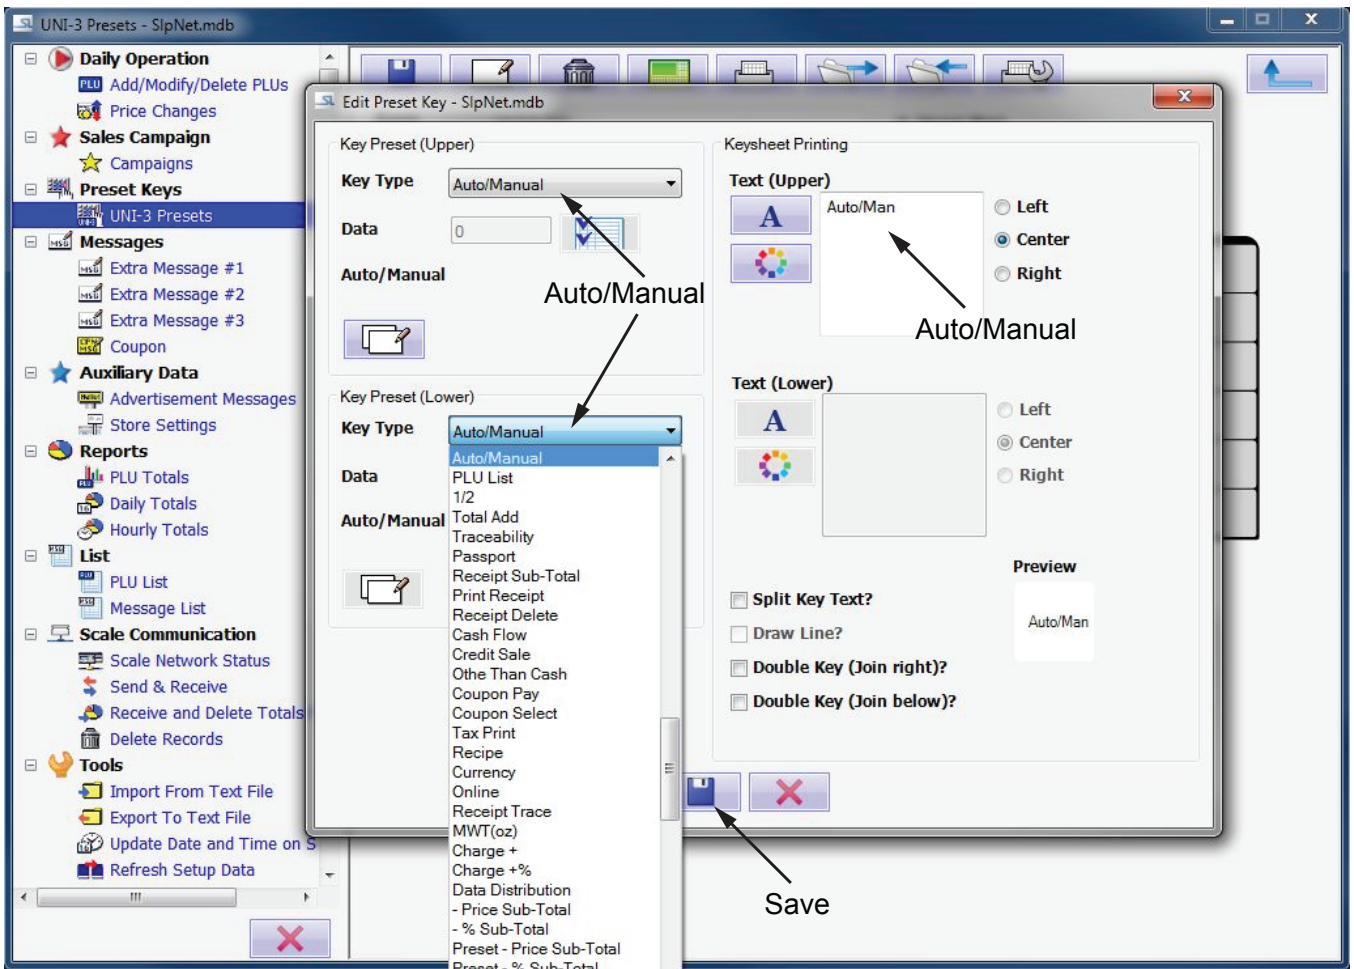 UNI-3 Presets - SlpNet.mdb
Daily Operation
PLU Add/Modify/Delete PLUs
Price Changes
Sales Campaign
Campaigns
Preset Keys
UNI-3 Presets
Messages
Extra Message #1
Extra Message #2
Extra Message #3
Coupon
Auxiliary Data
Advertisement Messages
Store Settings
Reports
PLU Totals
Daily Totals
Hourly Totals
List
PLU List
Message List
Scale Communication
Scale Network Status
Send & Receive
Receive and Delete Totals
Delete Records
Tools
Import From Text File
Export To Text File
Update Date and Time on S
Refresh Setup Data
Edit Preset Key - SlpNet.mdb
Key Preset (Upper)
Key Type Auto/Manual
Data 0
Auto/Manual
Auto/Manual
Key Preset (Lower)
Key Type Auto/Manual
Data
Auto/Manual
Auto/Manual
PLU List
1/2
Total Add
Traceability
Passport
Receipt Sub-Total
Print Receipt
Receipt Delete
Cash Flow
Credit Sale
Othe Than Cash
Coupon Pay
Coupon Select
Tax Print
Recipe
Currency
Online
Receipt Trace
MWT(oz)
Charge +
Charge +%
Data Distribution
- Price Sub-Total
- % Sub-Total
Preset - Price Sub-Total
Preset - % Sub-Total
Keysheet Printing
Text (Upper)
A
Auto/Man
Left
Center
Right
Auto/Manual
Text (Lower)
A
Left
Center
Right
Preview
Auto/Man
Split Key Text?
Draw Line?
Double Key (Join right)?
Double Key (Join below)?
Save